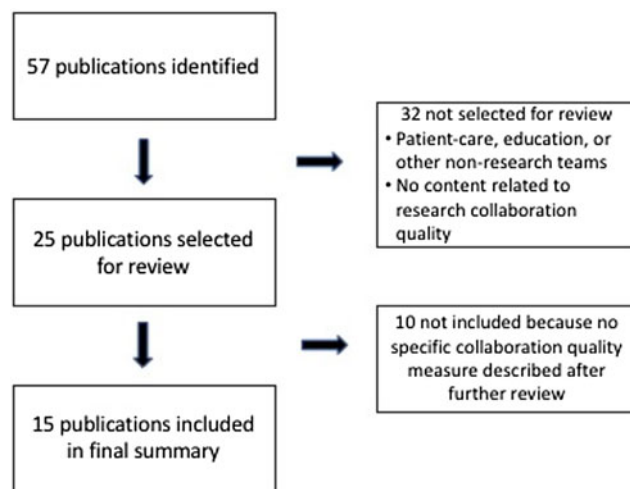 57 publications identified
32 not selected for review
• Patient-care, education, or
other non-research teams
• No content related to
research collaboration
quality
25 publications selected
for review
10 not included because no
specific collaboration quality
measure described after
further review
15 publications included
in final summary